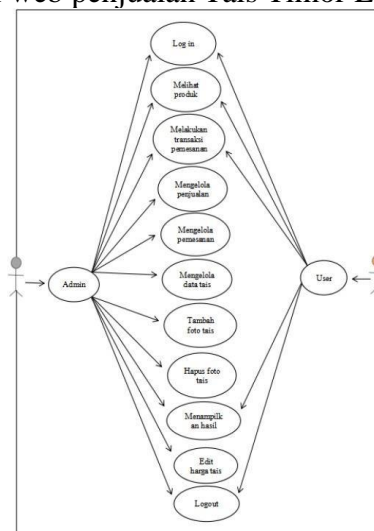 web penjualan Tais Timor L
Log in
Melihat
produk
Melakukan
transaksi
pemesanan
Mengelola
penjualan
Mengelola
pemesanan
Mengelola
data tais
Admin
User
Tambah
foto tais
Hapus foto
tais
Menampilk
an hasil
Edit
harga tais
Logout